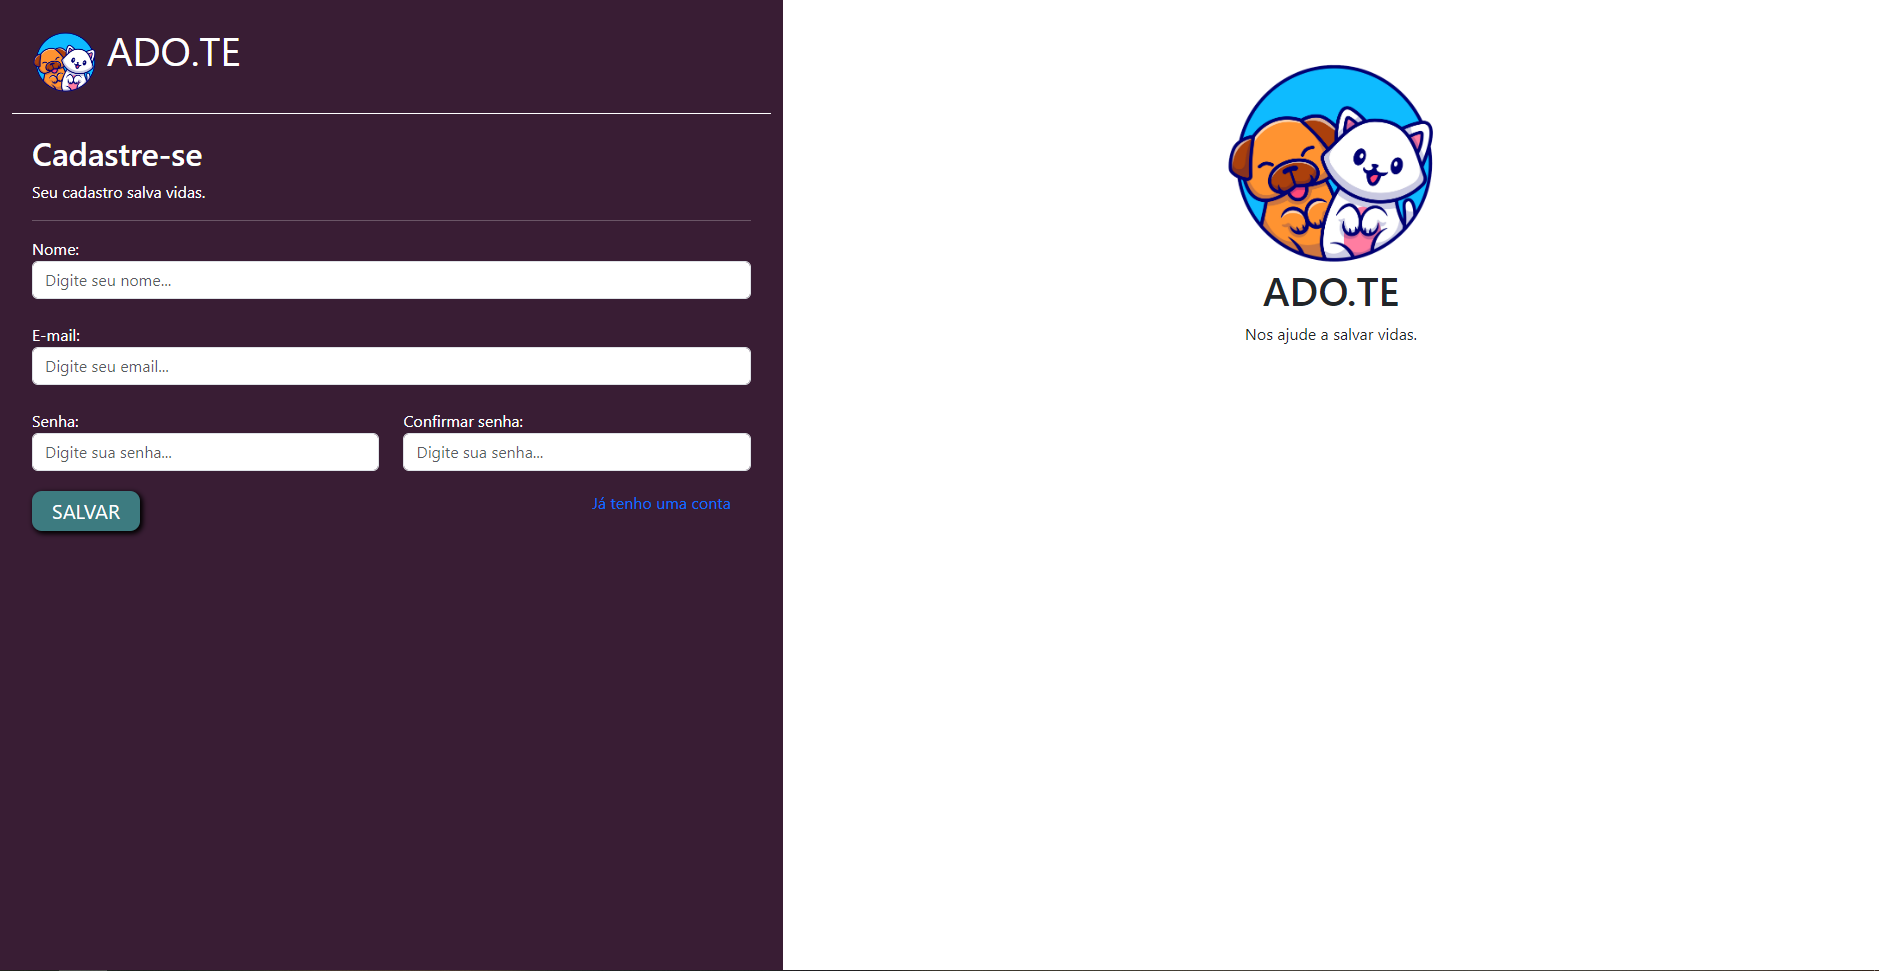 ADO.TE
Cadastre-se
Seu cadastro salva vidas.
Nome:
Digite seu nome...
E-mail:
Digite seu email...
Senha:
Digite sua senha...
Confirmar senha:
Digite sua senha...
SALVAR
Já tenho uma conta
ADO.TE
Nos ajude a salvar vidas.